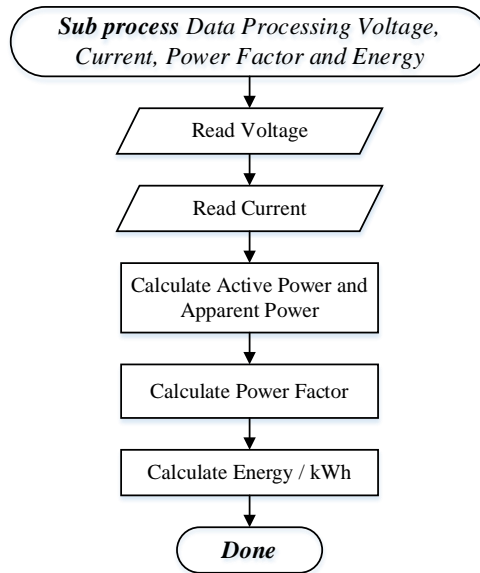 Sub process Data Processing Voltage,
Current, Power Factor and Energy
Read Voltage
Read Current
Calculate Active Power and
Apparent Power
Calculate Power Factor
Calculate Energy / kWh
Done